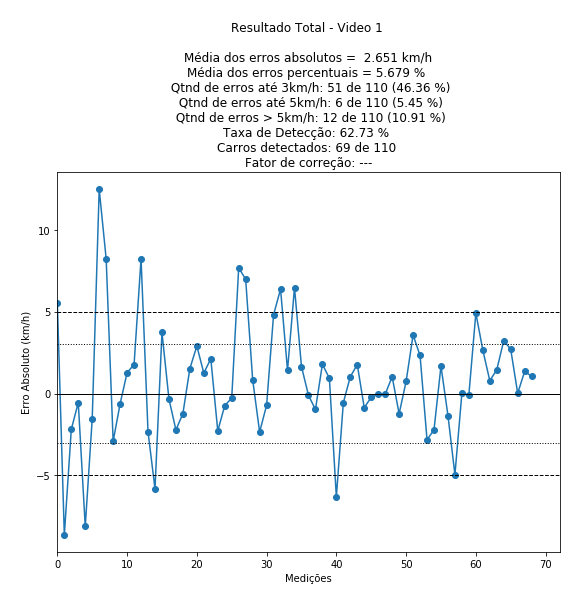 Resultado Total - Video 1
Média dos erros absolutos =  2.651 km/h
Média dos erros percentuais = 5.679 %
Qtnd de erros até 3km/h: 51 de 110 (46.36 %)
Qtnd de erros até 5km/h: 6 de 110 (5.45 %)
Qtnd de erros > 5km/h: 12 de 110 (10.91 %)
Taxa de Detecção: 62.73 %
Carros detectados: 69 de 110
Fator de correção: ---
Erro Absoluto (km/h)
10
5
0
−5
0 10 20 30 40 50 60 70
Medições